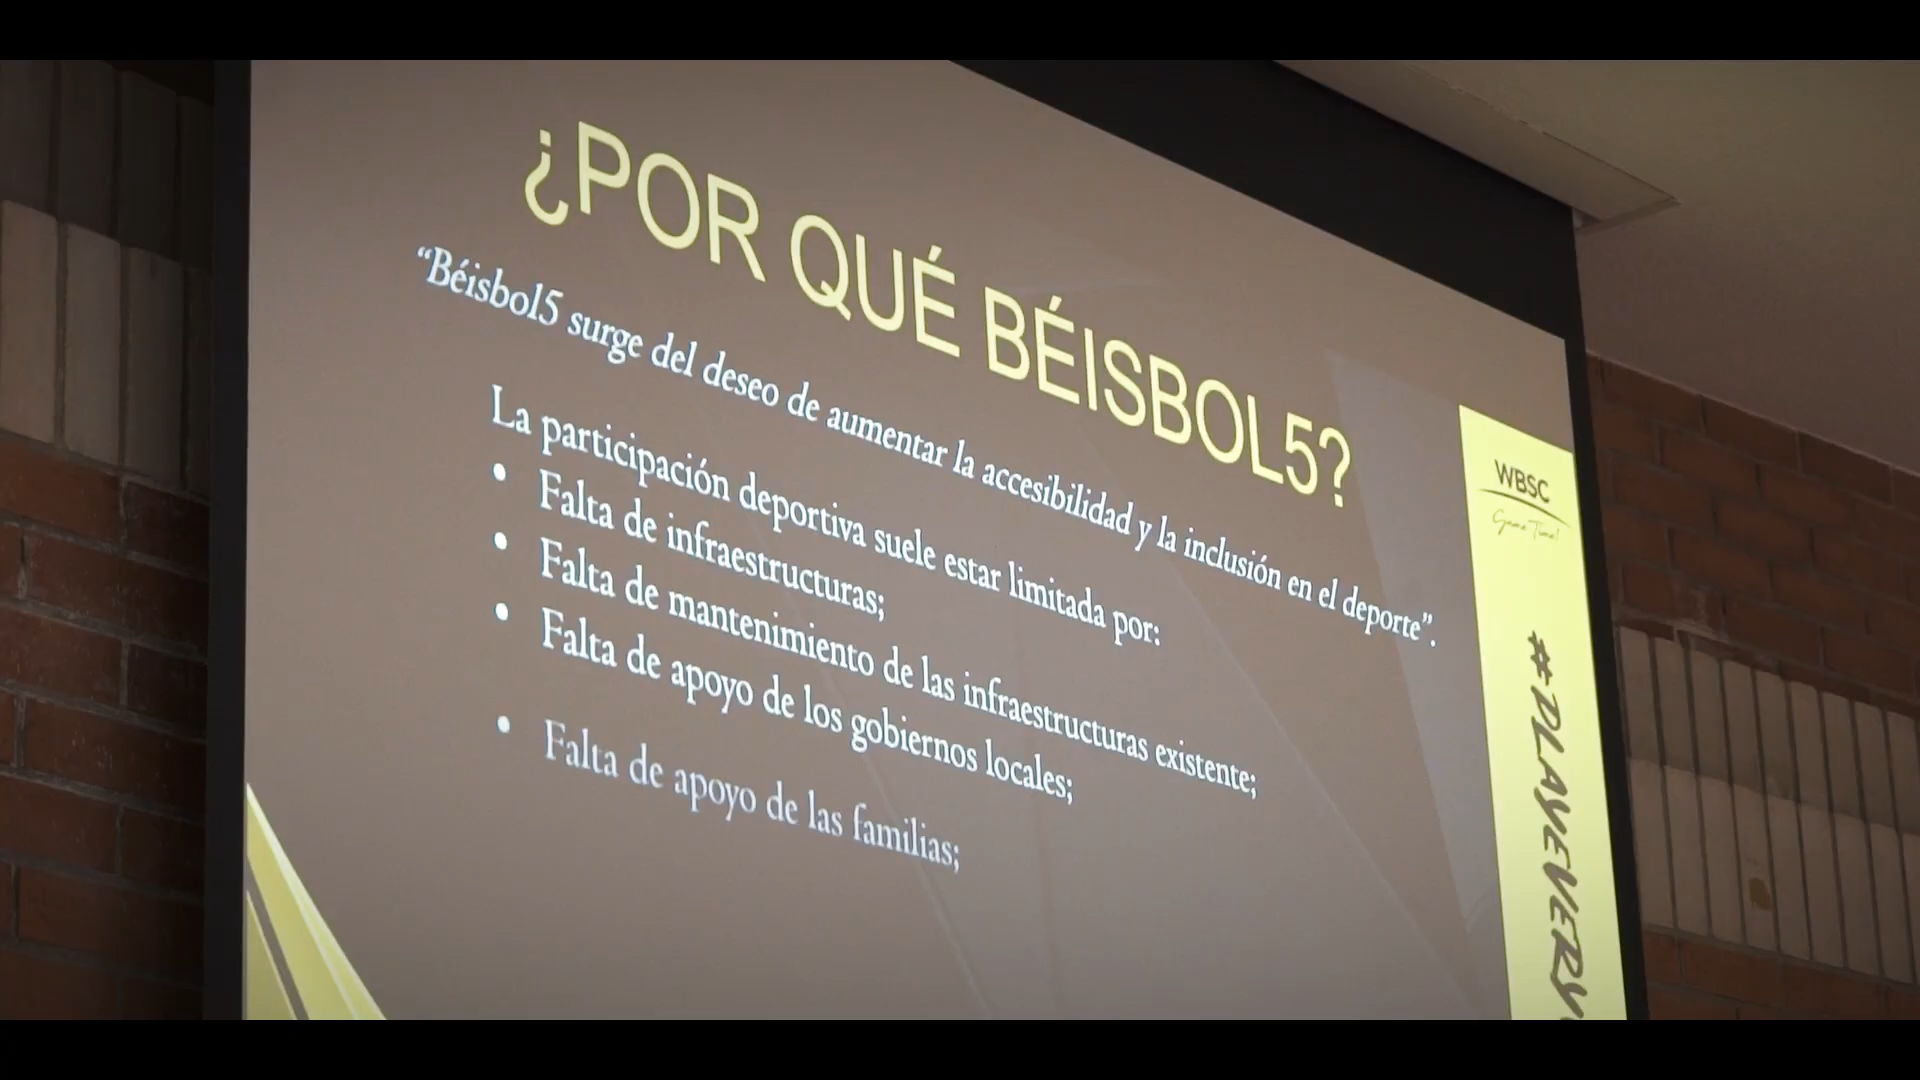 ¿POR QUÉ BÉISBOL5?
“Béisbol5 surge del deseo de aumentar la accesibilidad y la inclusión en el deporte”.
La participación deportiva suele estar limitada por:
• Falta de infraestructuras;
• Falta de mantenimiento de las infraestructuras existente;
• Falta de apoyo de los gobiernos locales;
• Falta de apoyo de las familias;
WBSC
Game Time!
#PLAYEVERY